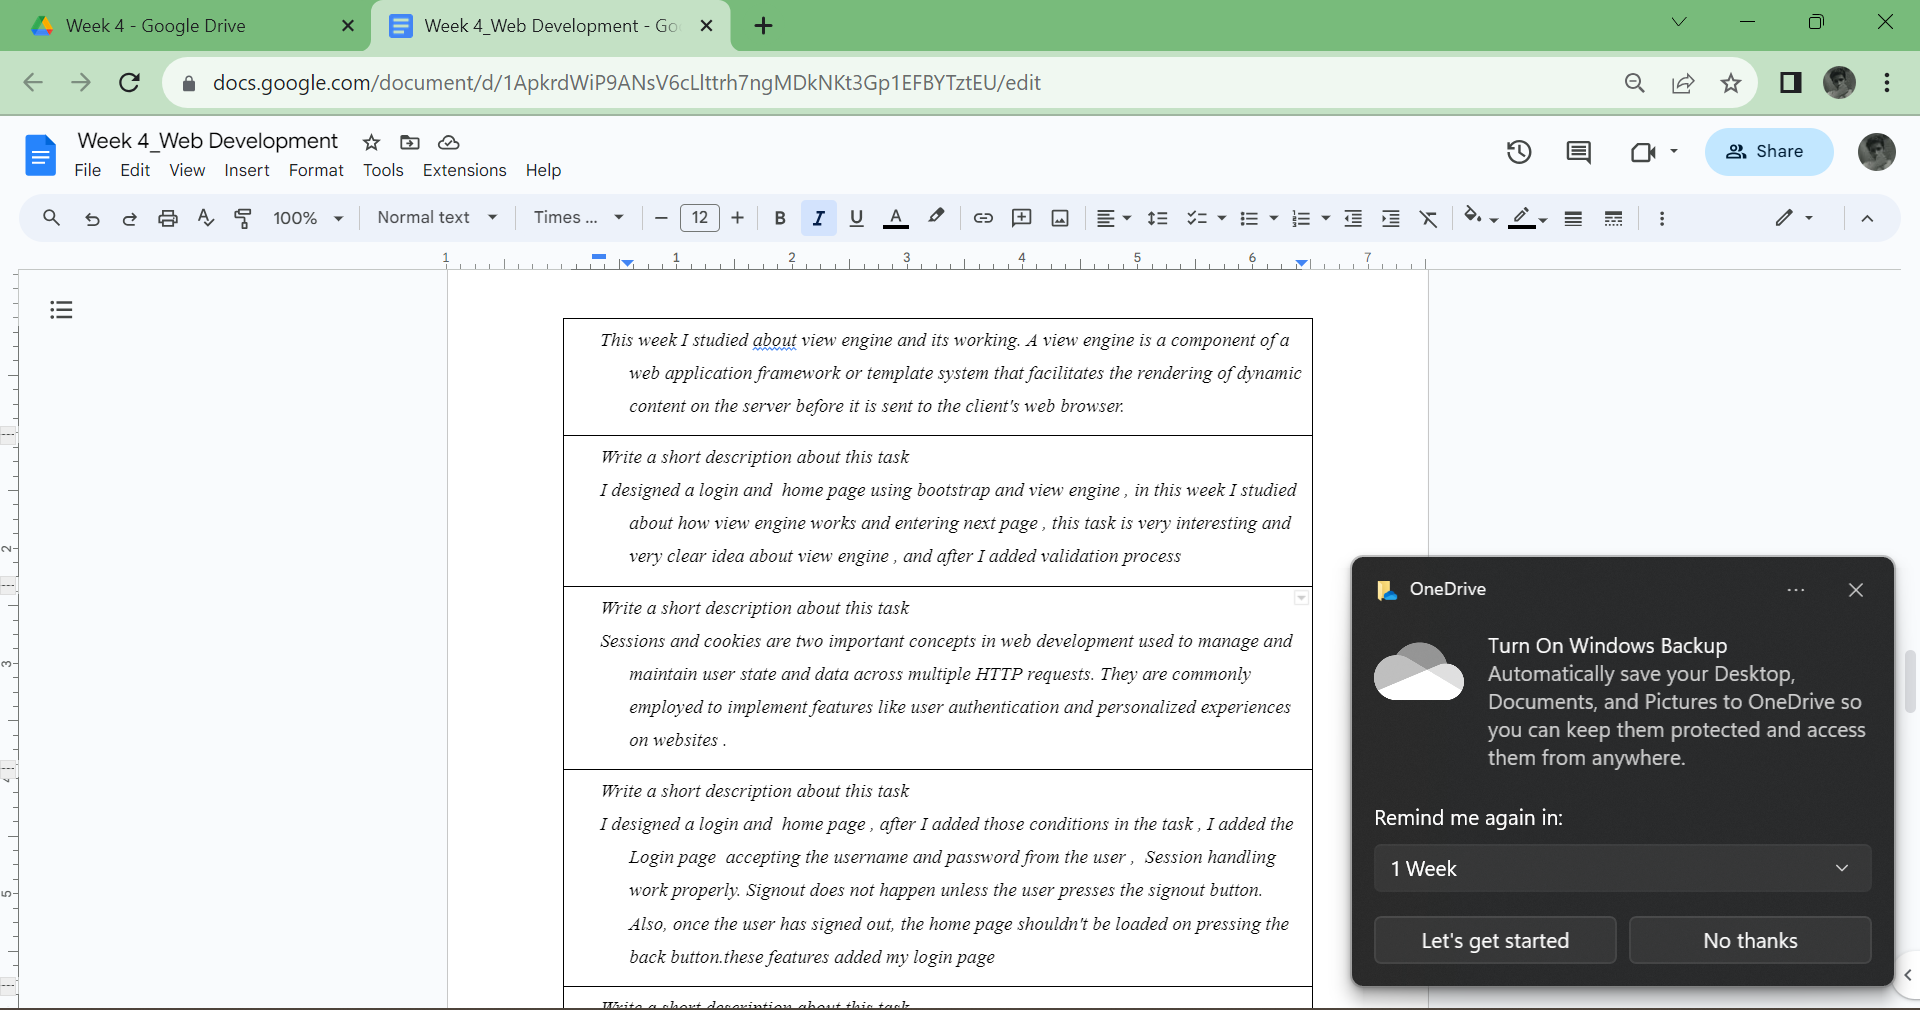 Week 4 - Google Drive
Week 4_Web Development - Go
docs.google.com/document/d/1ApkrdWiP9ANsV6cLlttrh7ngMDkNKt3Gp1EFBYTztEU/edit
Week 4_Web Development
File Edit View Insert Format Tools Extensions Help
Share
100% Normal text Times ... 12 B I U A
1 1 2 3 4 5 6 7
This week I studied about view engine and its working. A view engine is a component of a
web application framework or template system that facilitates the rendering of dynamic
content on the server before it is sent to the client's web browser.
Write a short description about this task
I designed a login and  home page using bootstrap and view engine , in this week I studied
about how view engine works and entering next page , this task is very interesting and
very clear idea about view engine , and after I added validation process
Write a short description about this task
Sessions and cookies are two important concepts in web development used to manage and
maintain user state and data across multiple HTTP requests. They are commonly
employed to implement features like user authentication and personalized experiences
on websites .
Write a short description about this task
I designed a login and  home page , after I added those conditions in the task , I added the
Login page  accepting the username and password from the user ,  Session handling
work properly. Signout does not happen unless the user presses the signout button.
Also, once the user has signed out, the home page shouldn't be loaded on pressing the
back button.these features added my login page
Write a short description about this task
2
3
5
OneDrive
Turn On Windows Backup
Automatically save your Desktop,
Documents, and Pictures to OneDrive so
you can keep them protected and access
them from anywhere.
Remind me again in:
1 Week
Let's get started
No thanks